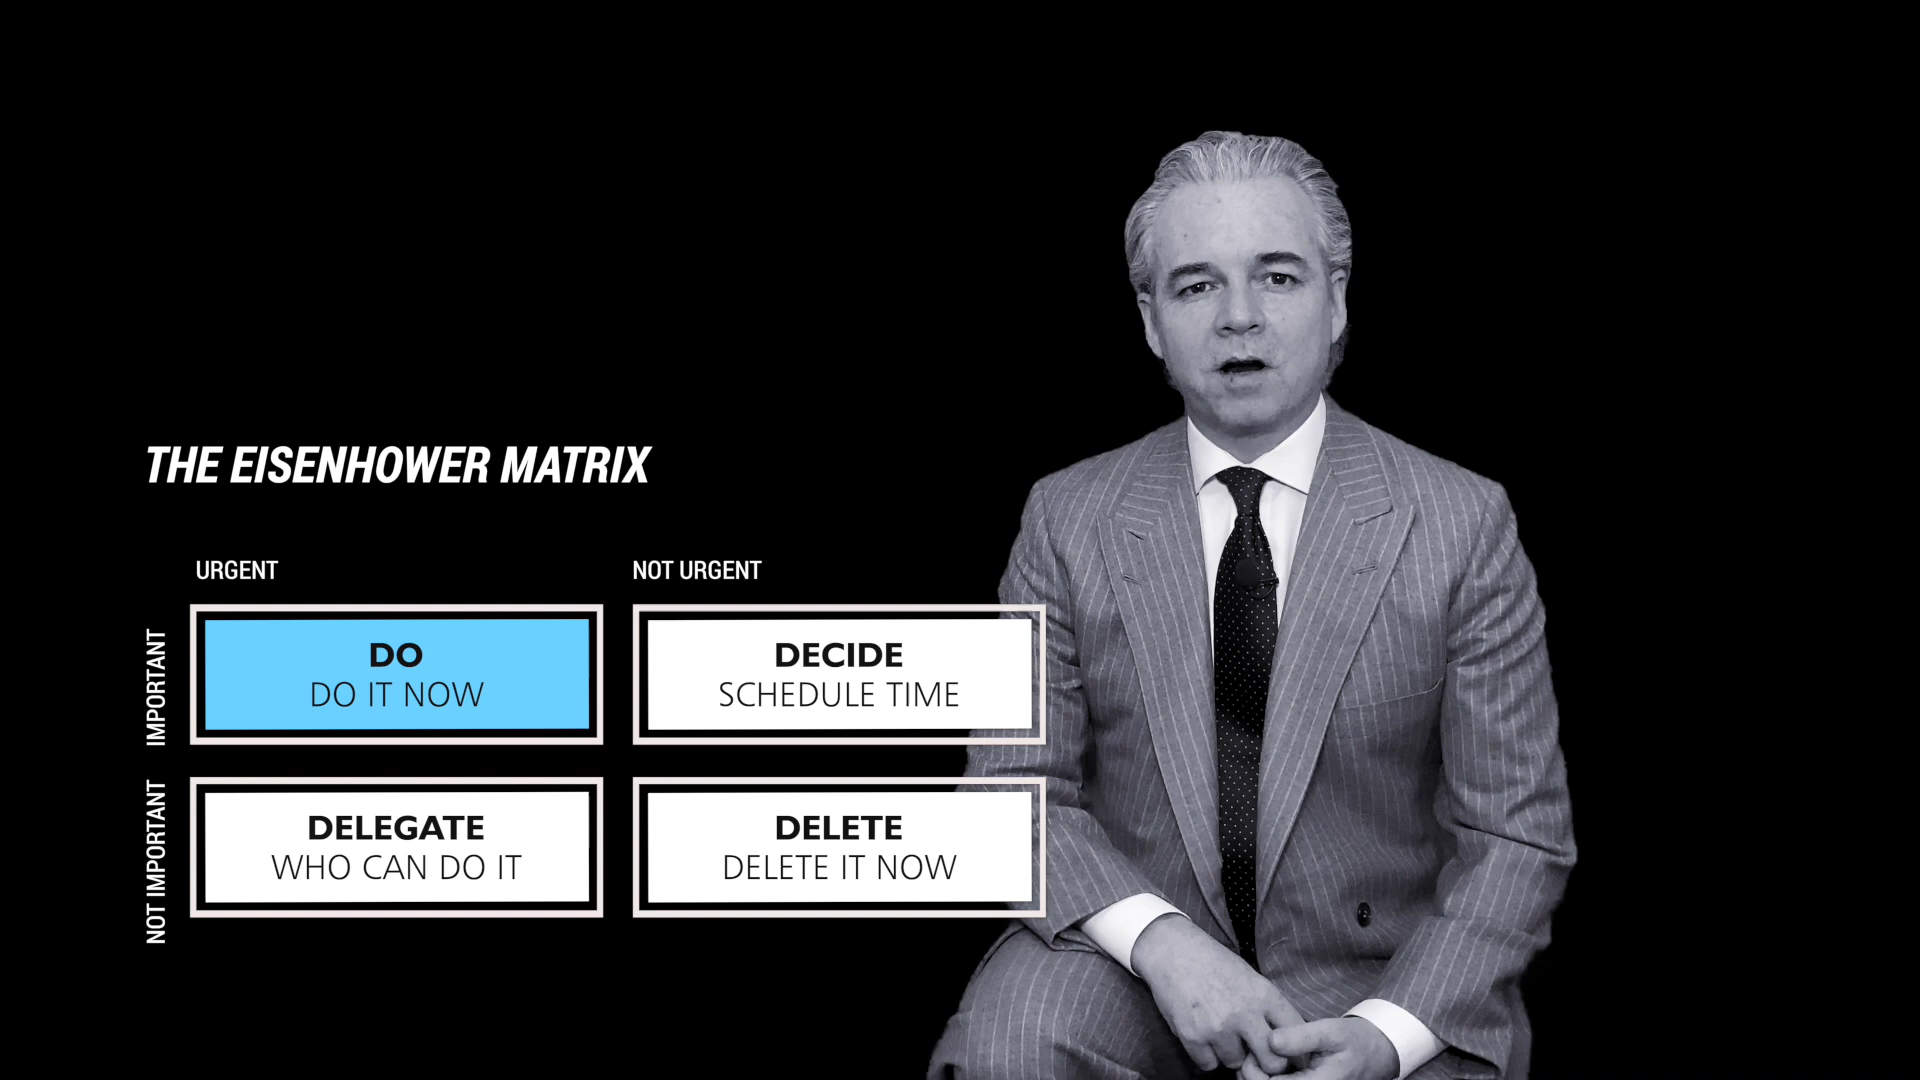 THE EISENHOWER MATRIX
URGENT
NOT URGENT
IMPORTANT
DO
DO IT NOW
DECIDE
SCHEDULE TIME
NOT IMPORTANT
DELEGATE
WHO CAN DO IT
DELETE
DELETE IT NOW